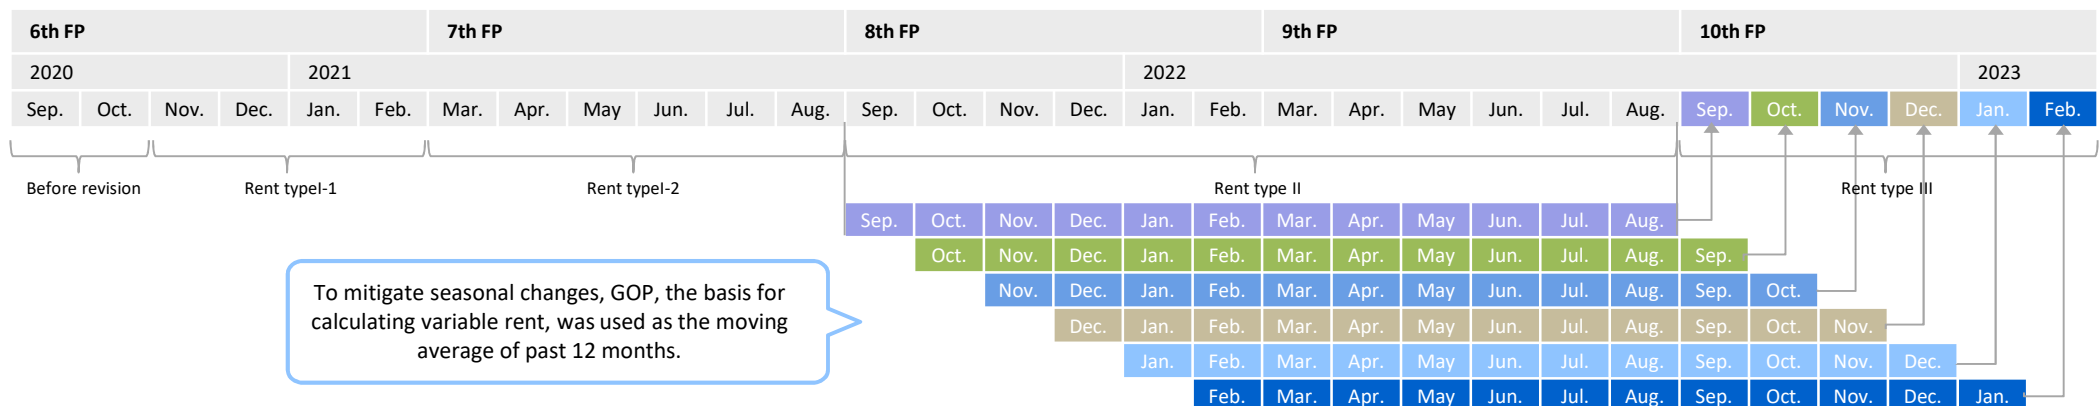 6th FP 7th FP 8th FP 9th FP 10th FP
2020 2021 2022 2023
Sep. Oct. Nov. Dec. Jan. Feb. Mar. Apr. May Jun. Jul. Aug. Sep. Oct. Nov. Dec. Jan. Feb. Mar. Apr. May Jun. Jul. Aug. Sep. Oct. Nov. Dec. Jan. Feb.
Before revision Rent typeI-1 Rent typeI-2 Rent type II Rent type III
Sep. Oct. Nov. Dec. Jan. Feb. Mar. Apr. May Jun. Jul. Aug.
Oct. Nov. Dec. Jan. Feb. Mar. Apr. May Jun. Jul. Aug. Sep.
Nov. Dec. Jan. Feb. Mar. Apr. May Jun. Jul. Aug. Sep. Oct.
Dec. Jan. Feb. Mar. Apr. May Jun. Jul. Aug. Sep. Oct. Nov.
Jan. Feb. Mar. Apr. May Jun. Jul. Aug. Sep. Oct. Nov. Dec.
Feb. Mar. Apr. May Jun. Jul. Aug. Sep. Oct. Nov. Dec. Jan.
To mitigate seasonal changes, GOP, the basis for
calculating variable rent, was used as the moving
average of past 12 months.